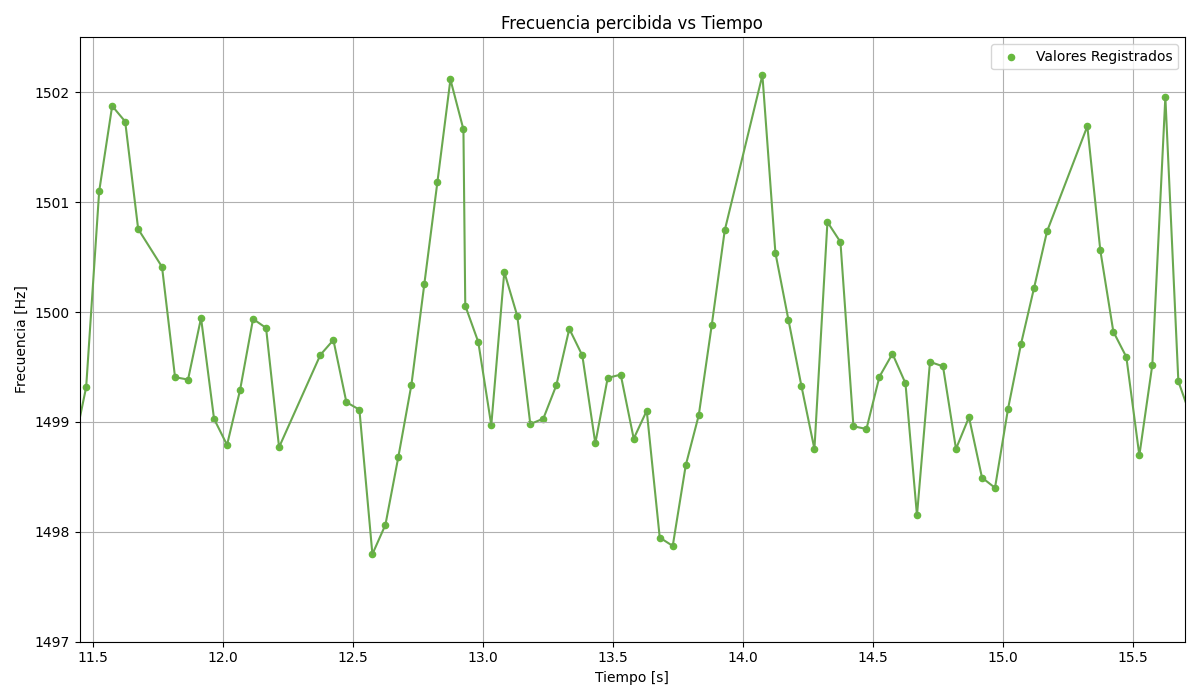 Frecuencia percibida vs Tiempo
Valores Registrados
Frecuencia [Hz]
1502
1501
1500
1499
1498
1497
11.5 12.0 12.5 13.0 13.5 14.0 14.5 15.0 15.5
Tiempo [s]